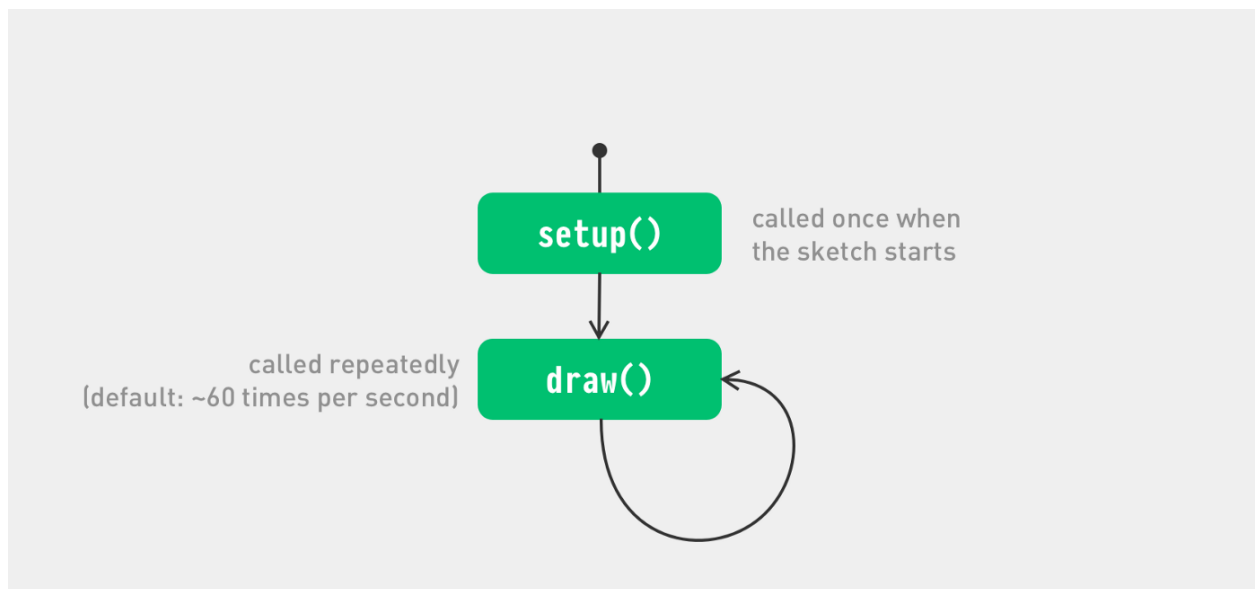 setup()
called once when
the sketch starts
called repeatedly
(default: ~60 times per second)
draw()